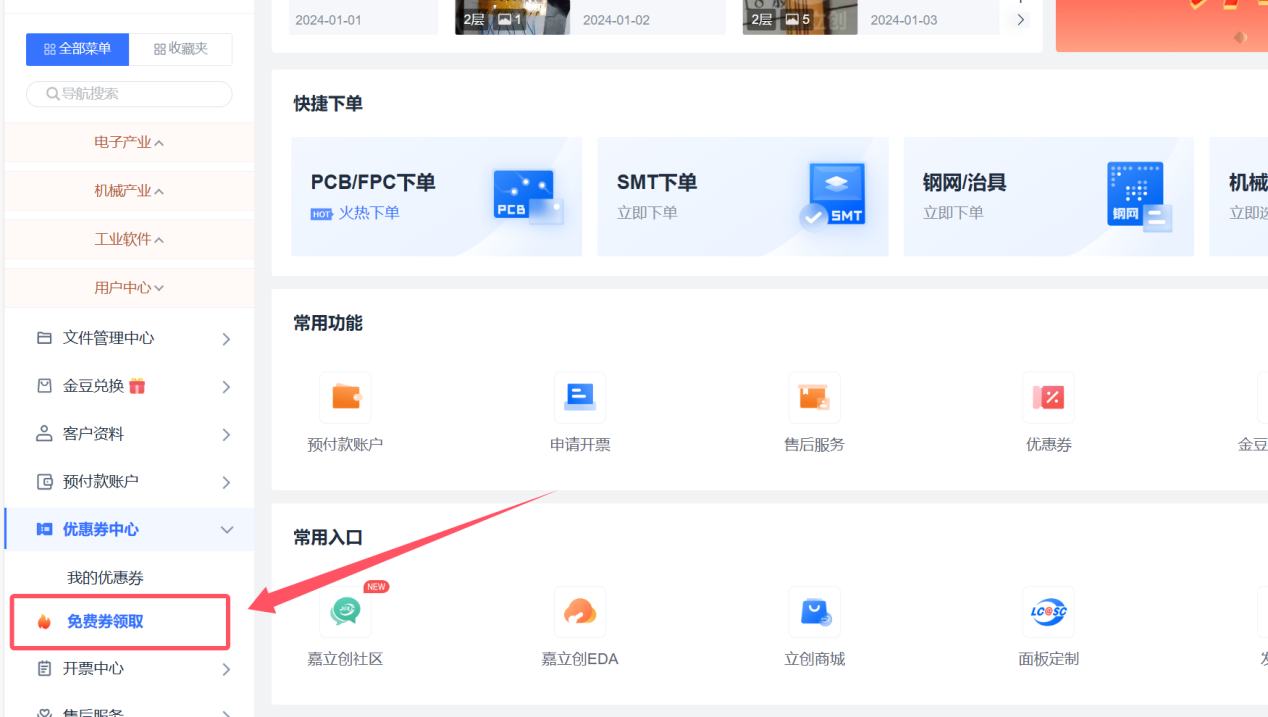 2024-01-01
2层 1
2024-01-02
2层 5
2024-01-03
全部菜单
收藏夹
导航搜索
电子产业
机械产业
工业软件
用户中心
文件管理中心
金豆兑换
客户资料
预付款账户
优惠券中心
我的优惠券
免费券领取
开票中心
售后服务
快捷下单
PCB/FPC下单
HOT 火热下单
PCB
SMT下单
立即下单
SMT
钢网/治具
立即下单
钢网
机械
立即
常用功能
预付款账户
申请开票
售后服务
优惠券
金豆
常用入口
NEW
嘉立创社区
嘉立创EDA
立创商城
LCSC
面板定制